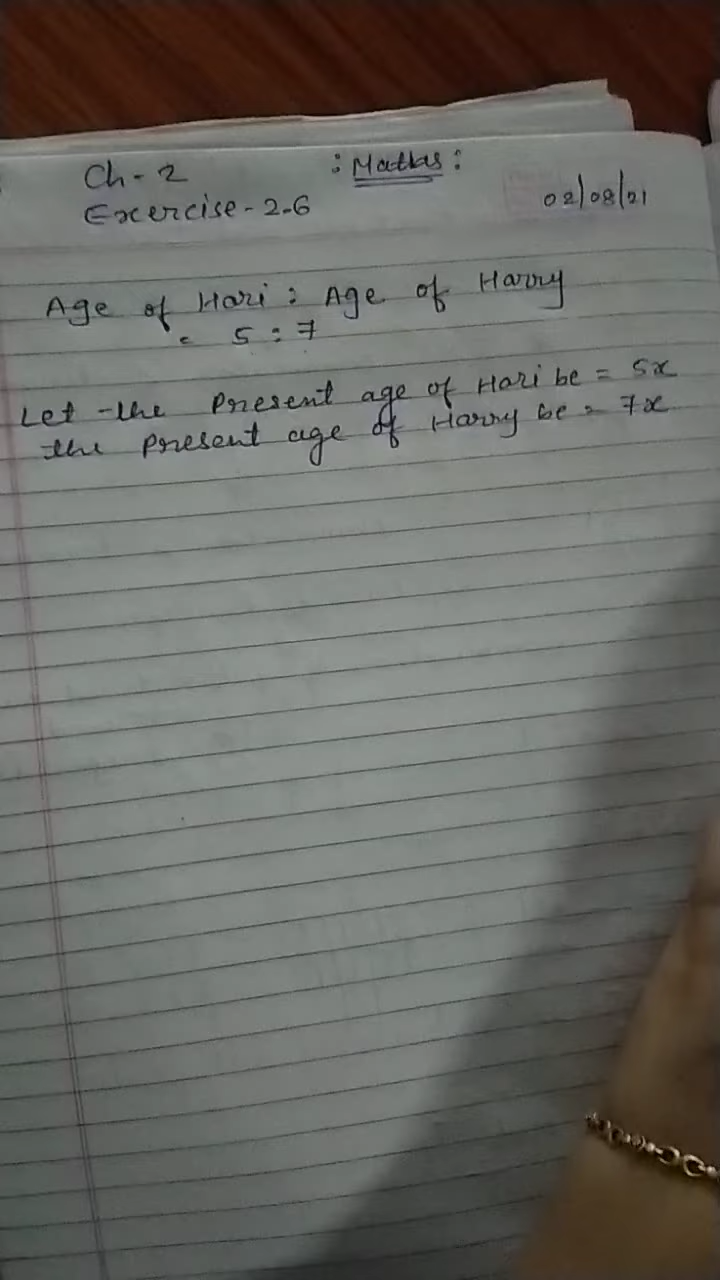 Ch-2 : Maths :
Exercise-2.6 02/08/21
Age of Hari : Age of Harry
= 5 : 7
Let the Present age of Hari be = 5x
the present age of Harry be = 7x